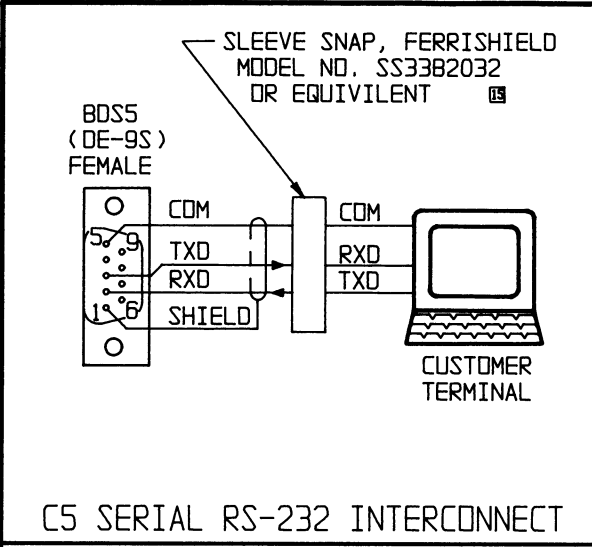 SLEEVE SNAP, FERRISHIELD
MODEL NO. SS33B2032
OR EQUIVILENT 15
BDS5
(DE-9S)
FEMALE
COM
COM
5 9
TXD
RXD
RXD
TXD
1 6
SHIELD
CUSTOMER
TERMINAL
C5 SERIAL RS-232 INTERCONNECT